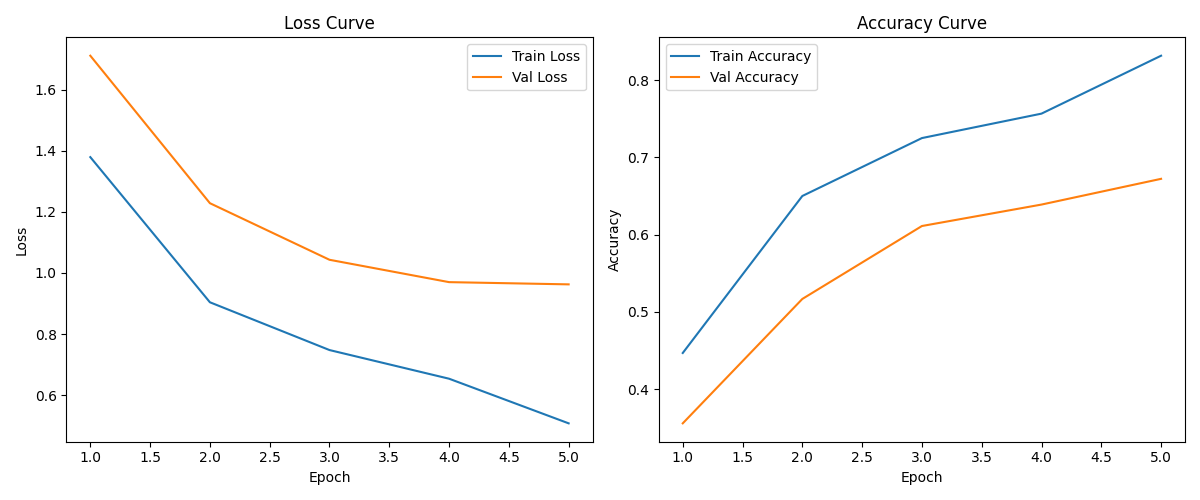 Loss Curve
Train Loss
Val Loss
1.6
1.4
1.2
1.0
0.8
0.6
Loss
1.0 1.5 2.0 2.5 3.0 3.5 4.0 4.5 5.0
Epoch
Accuracy Curve
Train Accuracy
Val Accuracy
0.8
0.7
0.6
0.5
0.4
Accuracy
1.0 1.5 2.0 2.5 3.0 3.5 4.0 4.5 5.0
Epoch